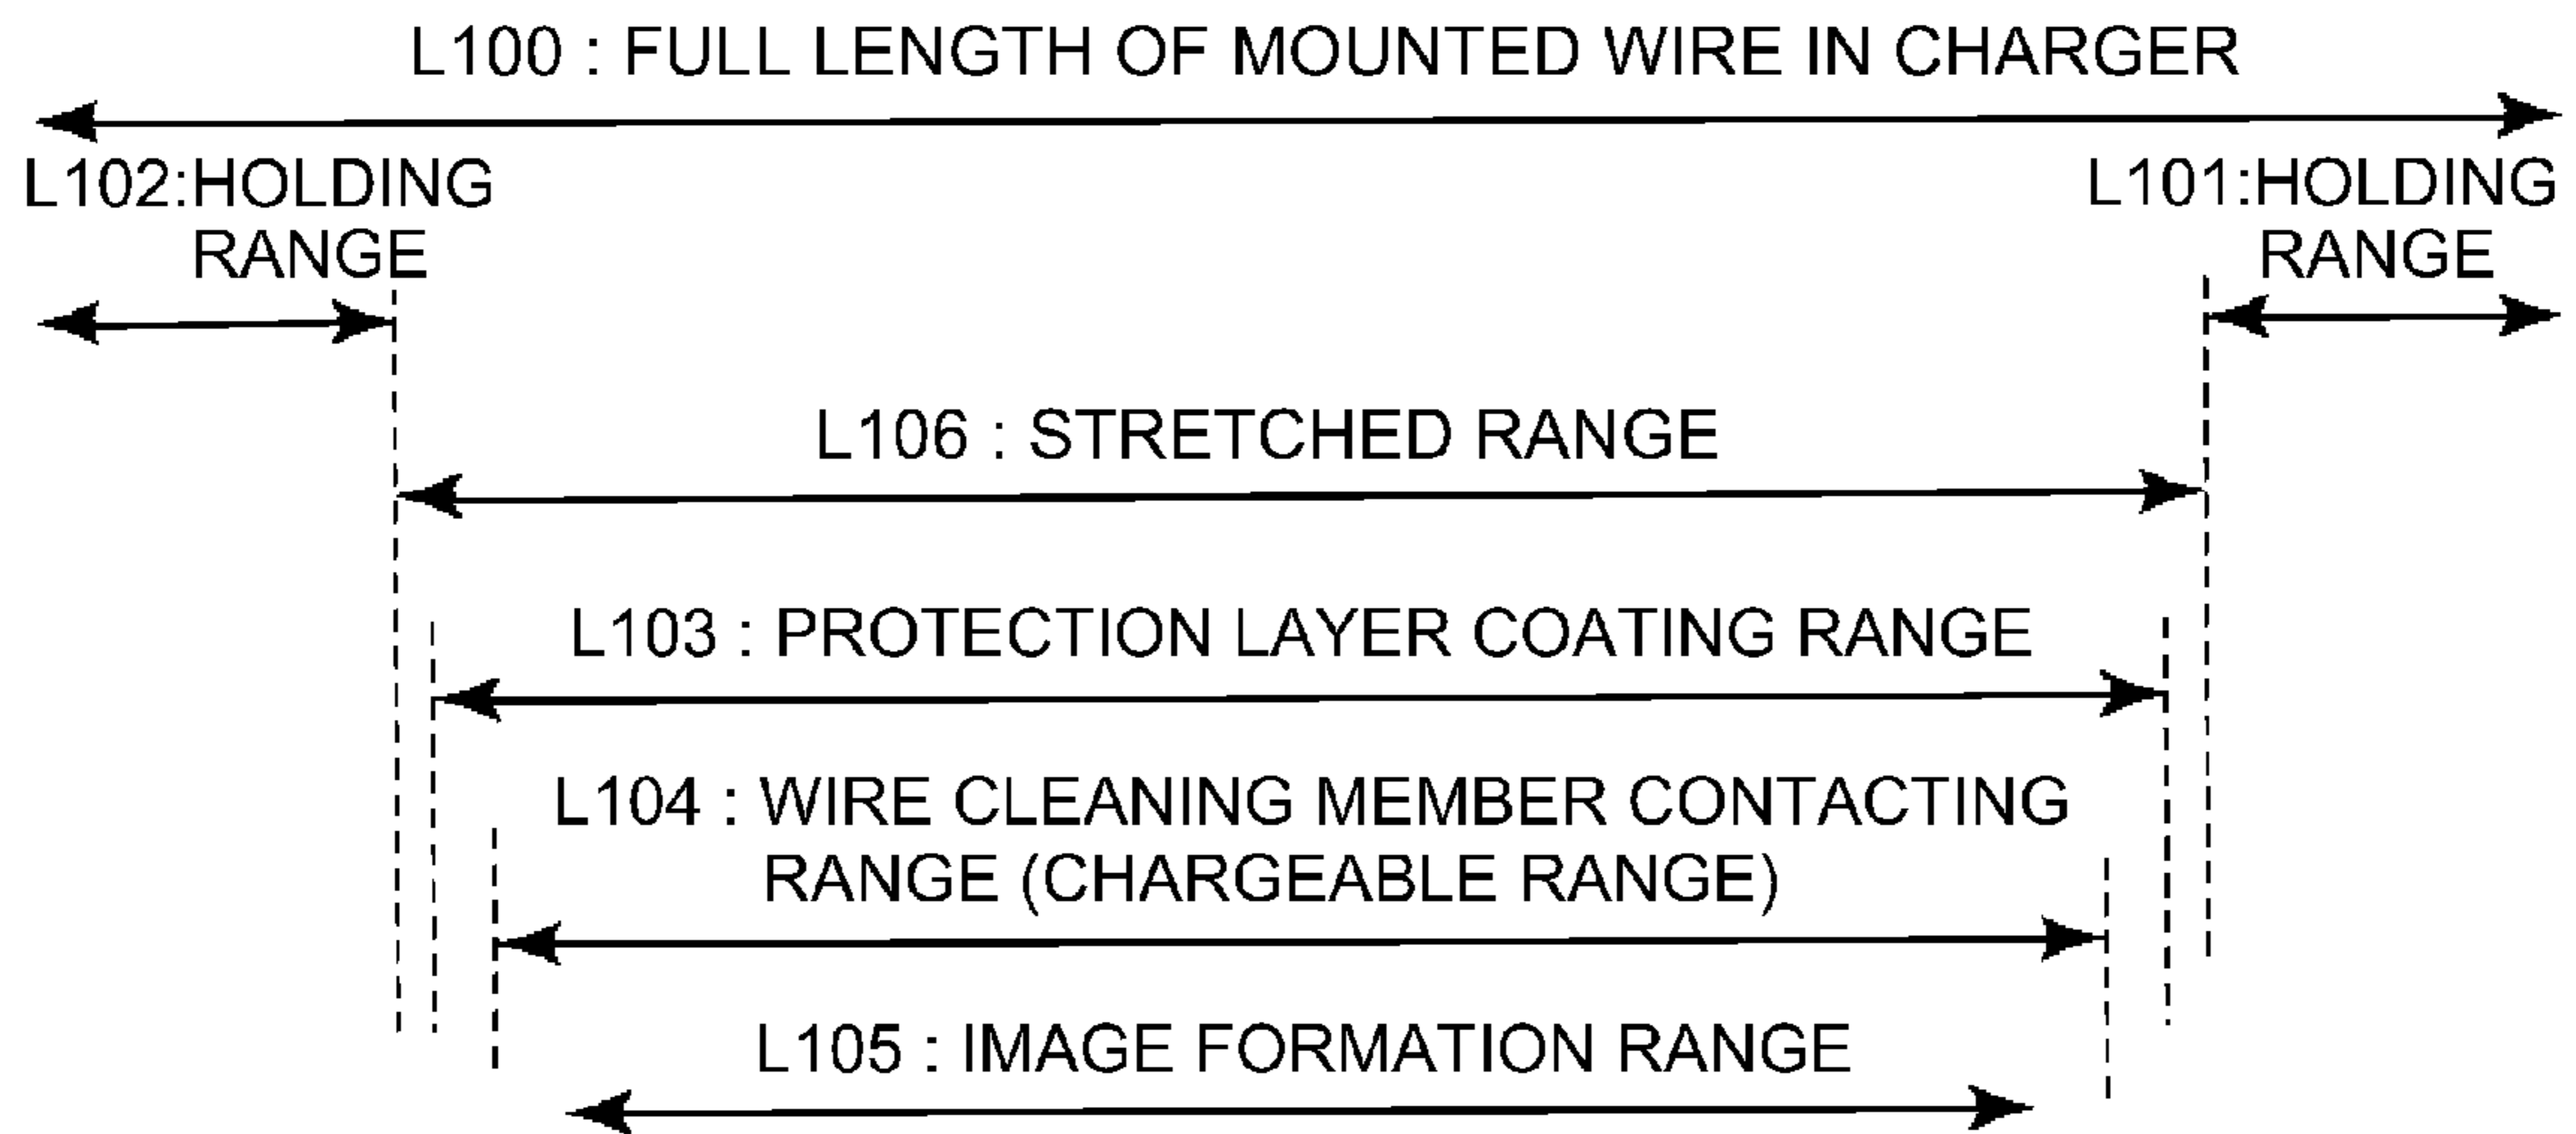 L100 : FULL LENGTH OF MOUNTED WIRE IN CHARGER
L102:HOLDING
RANGE
L101:HOLDING
RANGE
L106 : STRETCHED RANGE
L103 : PROTECTION LAYER COATING RANGE
L104 : WIRE CLEANING MEMBER CONTACTING
RANGE (CHARGEABLE RANGE)
L105 : IMAGE FORMATION RANGE